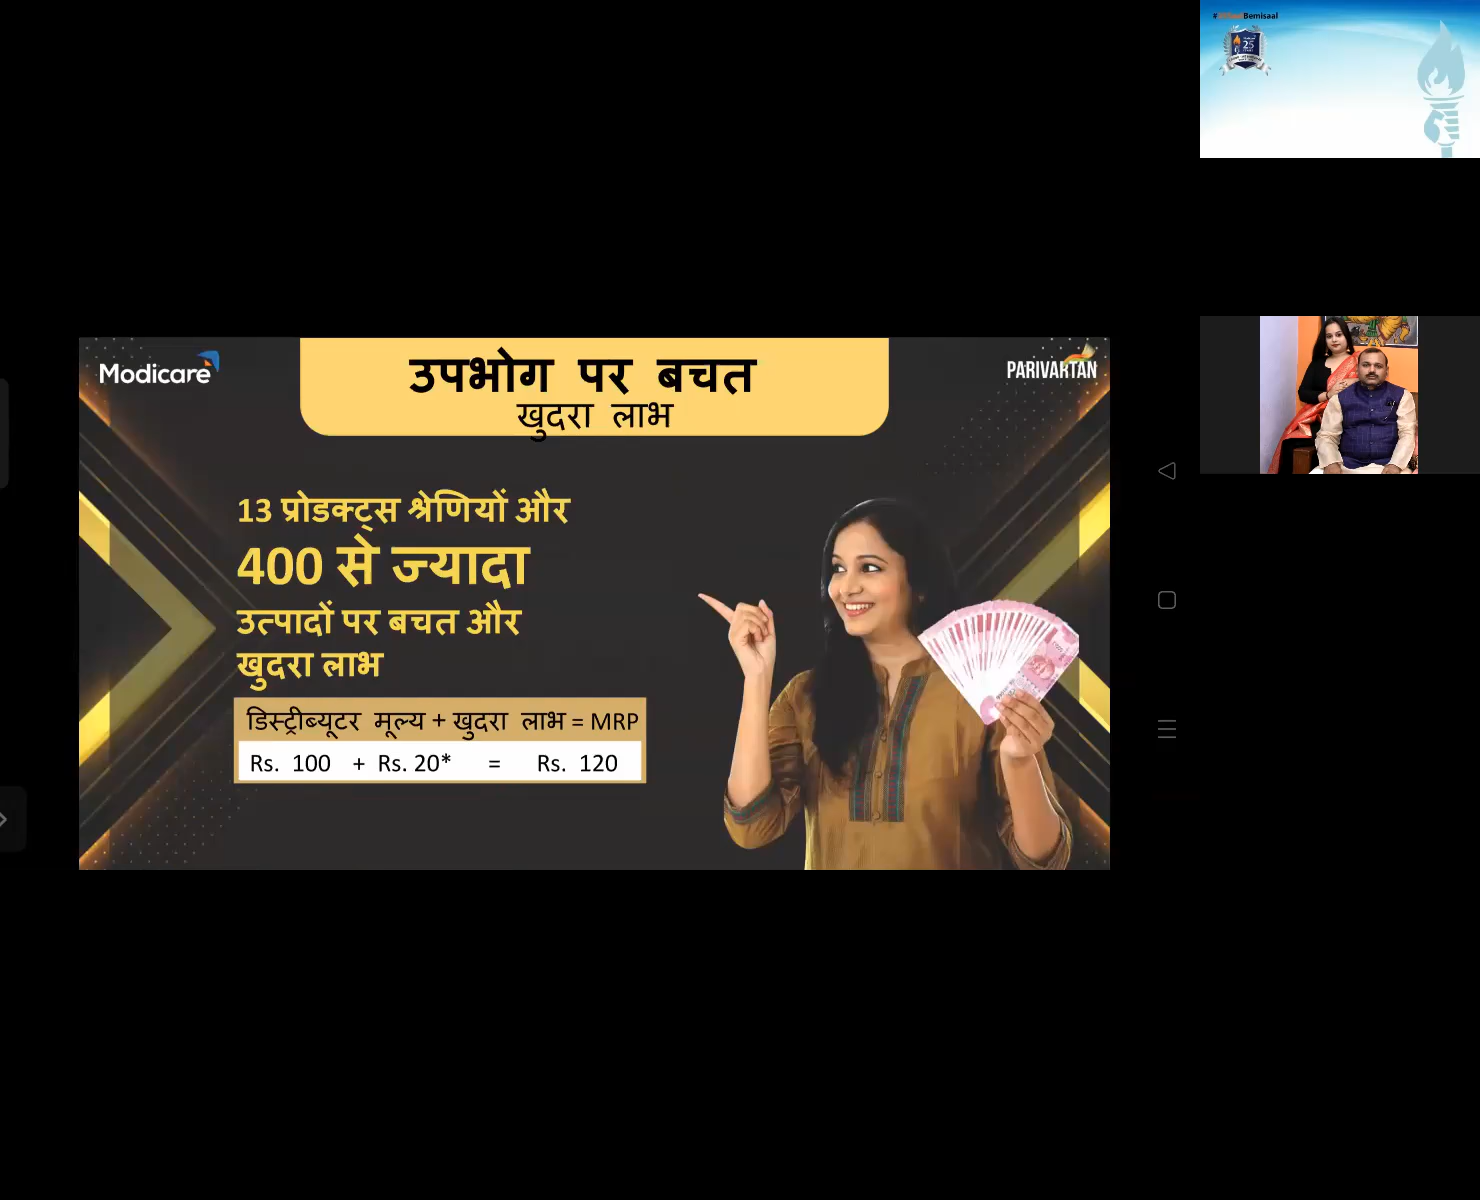 Modicare
उपभोग पर बचत
खुदरा लाभ
PARIVARTAN
13 प्रोडक्ट्स श्रेणियों और
400 से ज्यादा
उत्पादों पर बचत और
खुदरा लाभ
डिस्ट्रीब्यूटर मूल्य + खुदरा लाभ = MRP
Rs. 100 + Rs. 20* = Rs. 120
Bemisaal
25